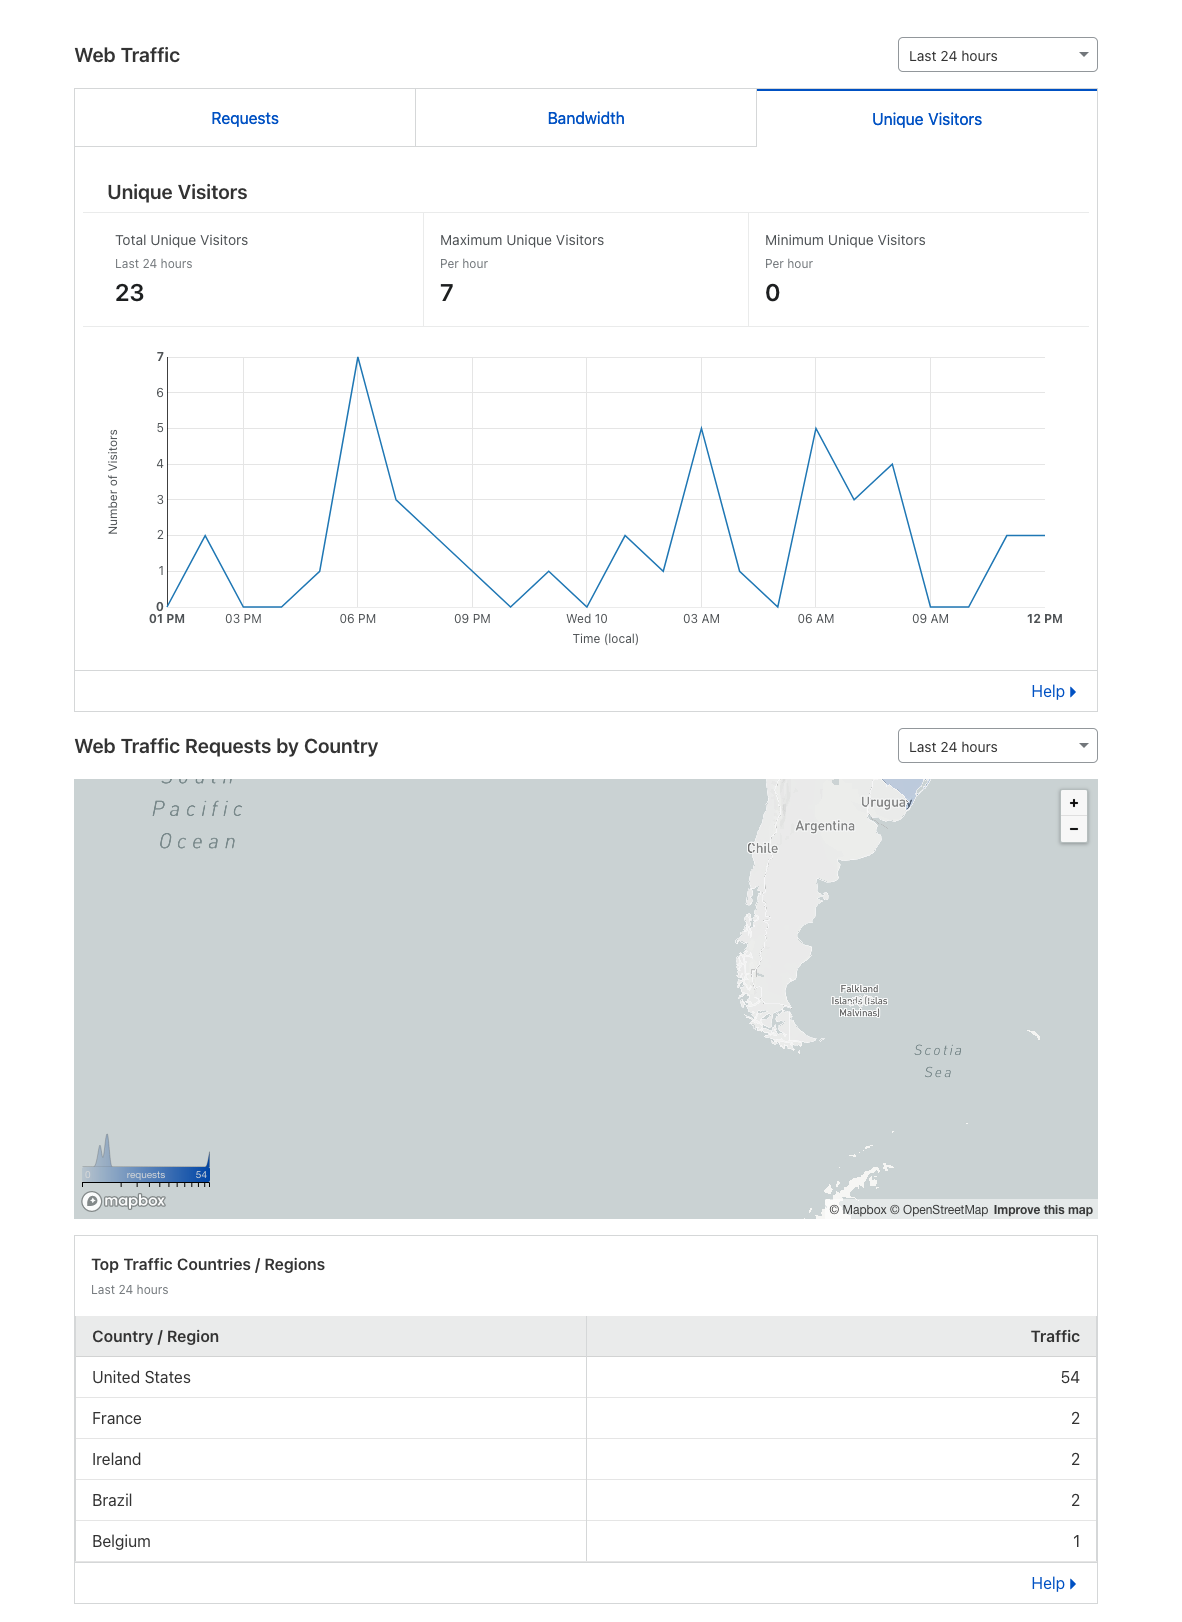 Web Traffic
Last 24 hours
Requests
Bandwidth
Unique Visitors
Unique Visitors
Total Unique Visitors
Last 24 hours
23
Maximum Unique Visitors
Per hour
7
Minimum Unique Visitors
Per hour
0
Number of Visitors
7
6
5
4
3
2
1
0
01 PM
03 PM
06 PM
09 PM
Wed 10
03 AM
06 AM
09 AM
12 PM
Time (local)
Help
Web Traffic Requests by Country
Last 24 hours
South
Pacific
Ocean
Uruguay
Argentina
Chile
+
−
Falkland
Islands (Islas
Malvinas)
Scotia
Sea
0 requests 54
mapbox
© Mapbox © OpenStreetMap Improve this map
Top Traffic Countries / Regions
Last 24 hours
Country / Region Traffic
United States 54
France 2
Ireland 2
Brazil 2
Belgium 1
Help